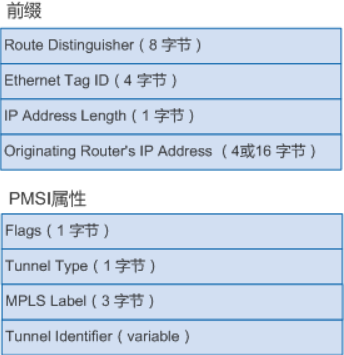 前缀
Route Distinguisher（8 字节）
Ethernet Tag ID（4 字节）
IP Address Length（1 字节）
Originating Router's IP Address （4或16 字节）
PMSI属性
Flags（1 字节）
Tunnel Type（1 字节）
MPLS Label（3 字节）
Tunnel Identifier（variable）